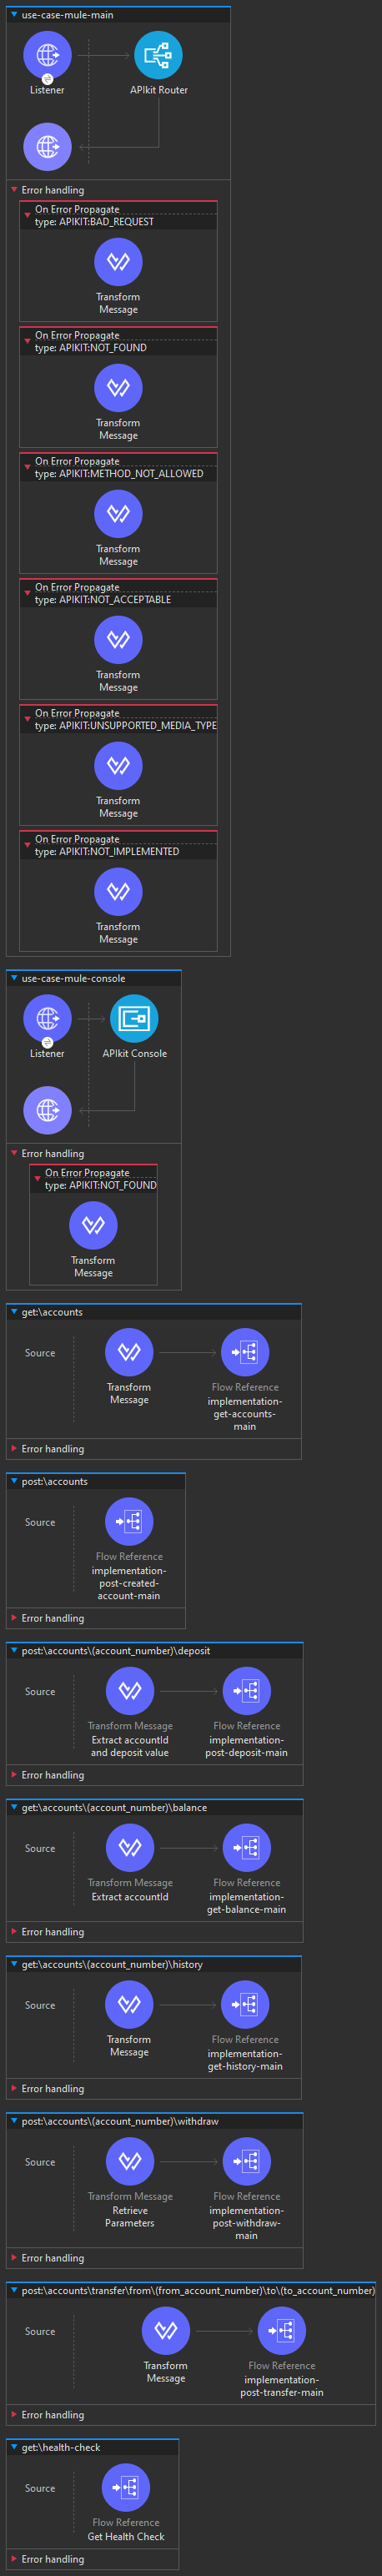 use-case-mule-main
Listener
APIkit Router
Error handling
On Error Propagate
type: APIKIT:BAD_REQUEST
Transform
Message
On Error Propagate
type: APIKIT:NOT_FOUND
Transform
Message
On Error Propagate
type: APIKIT:METHOD_NOT_ALLOWED
Transform
Message
On Error Propagate
type: APIKIT:NOT_ACCEPTABLE
Transform
Message
On Error Propagate
type: APIKIT:UNSUPPORTED_MEDIA_TYPE
Transform
Message
On Error Propagate
type: APIKIT:NOT_IMPLEMENTED
Transform
Message
use-case-mule-console
Listener
APIkit Console
Error handling
On Error Propagate
type: APIKIT:NOT_FOUND
Transform
Message
get:\accounts
Source
Transform
Message
Flow Reference
implementation-
get-accounts-
main
Error handling
post:\accounts
Source
Flow Reference
implementation-
post-created-
account-main
Error handling
post:\accounts\(account_number)\deposit
Source
Transform Message
Extract accountId
and deposit value
Flow Reference
implementation-
post-deposit-main
Error handling
get:\accounts\(account_number)\balance
Source
Transform Message
Extract accountId
Flow Reference
implementation-
get-balance-main
Error handling
get:\accounts\(account_number)\history
Source
Transform
Message
Flow Reference
implementation-
get-history-main
Error handling
post:\accounts\(account_number)\withdraw
Source
Transform Message
Retrieve
Parameters
Flow Reference
implementation-
post-withdraw-
main
Error handling
post:\accounts\transfer\from\(from_account_number)\to\(to_account_number)
Source
Transform
Message
Flow Reference
implementation-
post-transfer-main
Error handling
get:\health-check
Source
Flow Reference
Get Health Check
Error handling